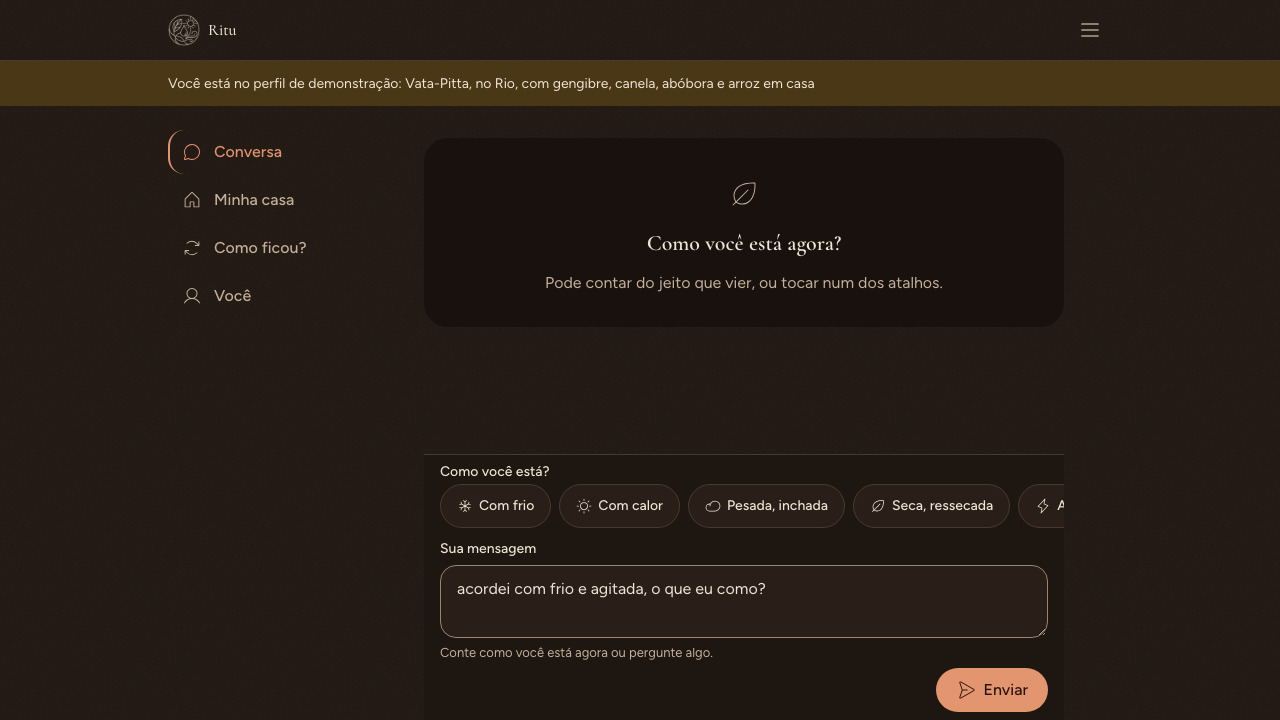 Ritu
Você está no perfil de demonstração: Vata-Pitta, no Rio, com gengibre, canela, abóbora e arroz em casa
Conversa
Minha casa
Como ficou?
Você
Como você está agora?
Pode contar do jeito que vier, ou tocar num dos atalhos.
Como você está?
Com frio
Com calor
Pesada, inchada
Seca, ressecada
Sua mensagem
acordei com frio e agitada, o que eu como?
Conte como você está agora ou pergunte algo.
Enviar